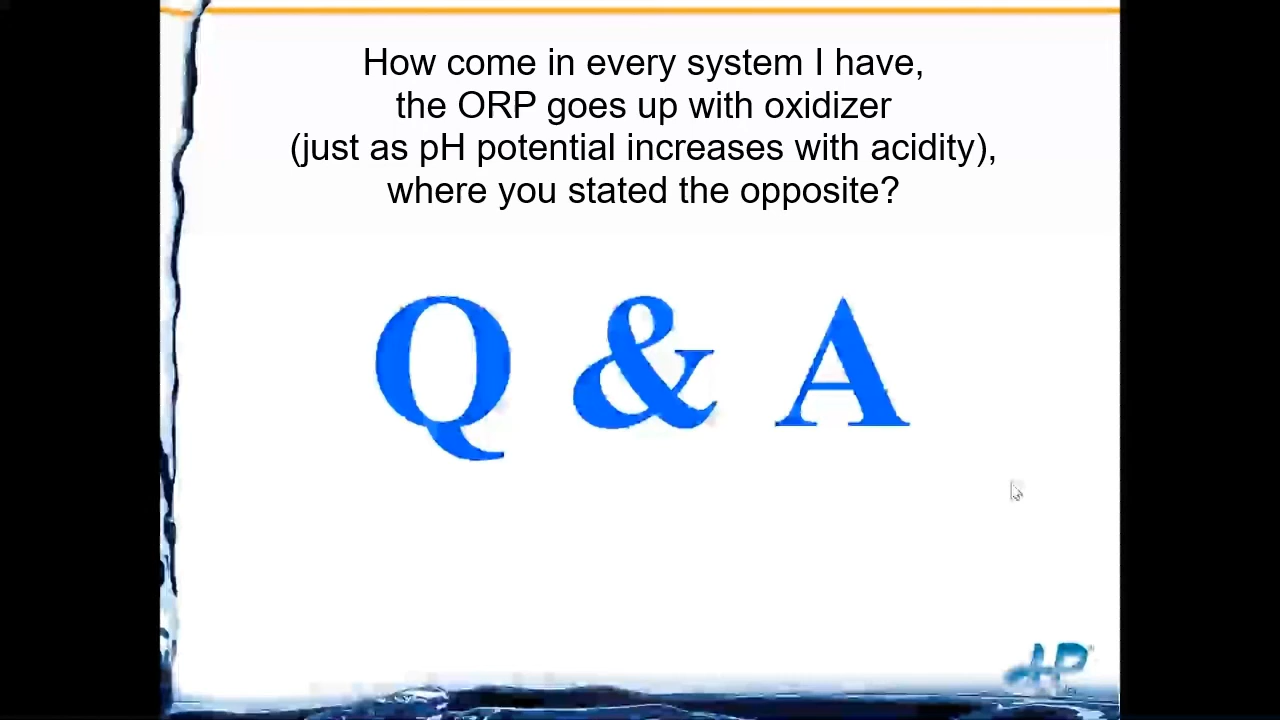 How come in every system I have,
the ORP goes up with oxidizer
(just as pH potential increases with acidity),
where you stated the opposite?
Q & A